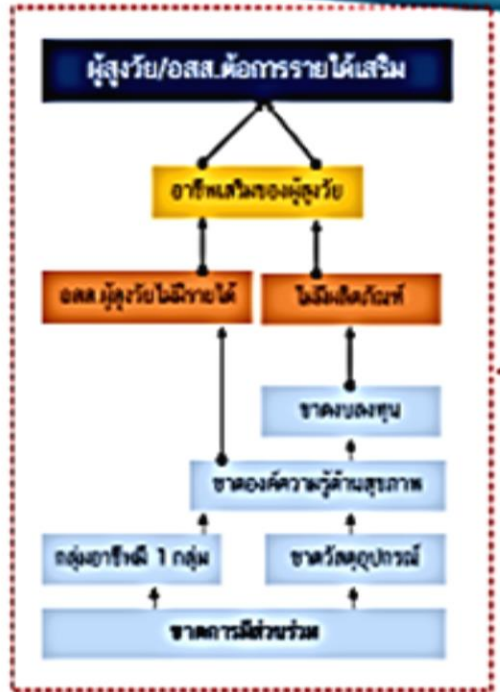 ผู้สูงวัย/อสส.ต้อการรายได้เสริม
อาชีพเสริมของผู้สูงวัย
อสส.ผู้สูงวัยไม่มีรายได้
ไม่มีผลิตภัณฑ์
ขาดงบลงทุน
ขาดองค์ความรู้ด้านสุขภาพ
กลุ่มอาชีพมี 1 กลุ่ม
ขาดวัสดุอุปกรณ์
ขาดการมีส่วนร่วม